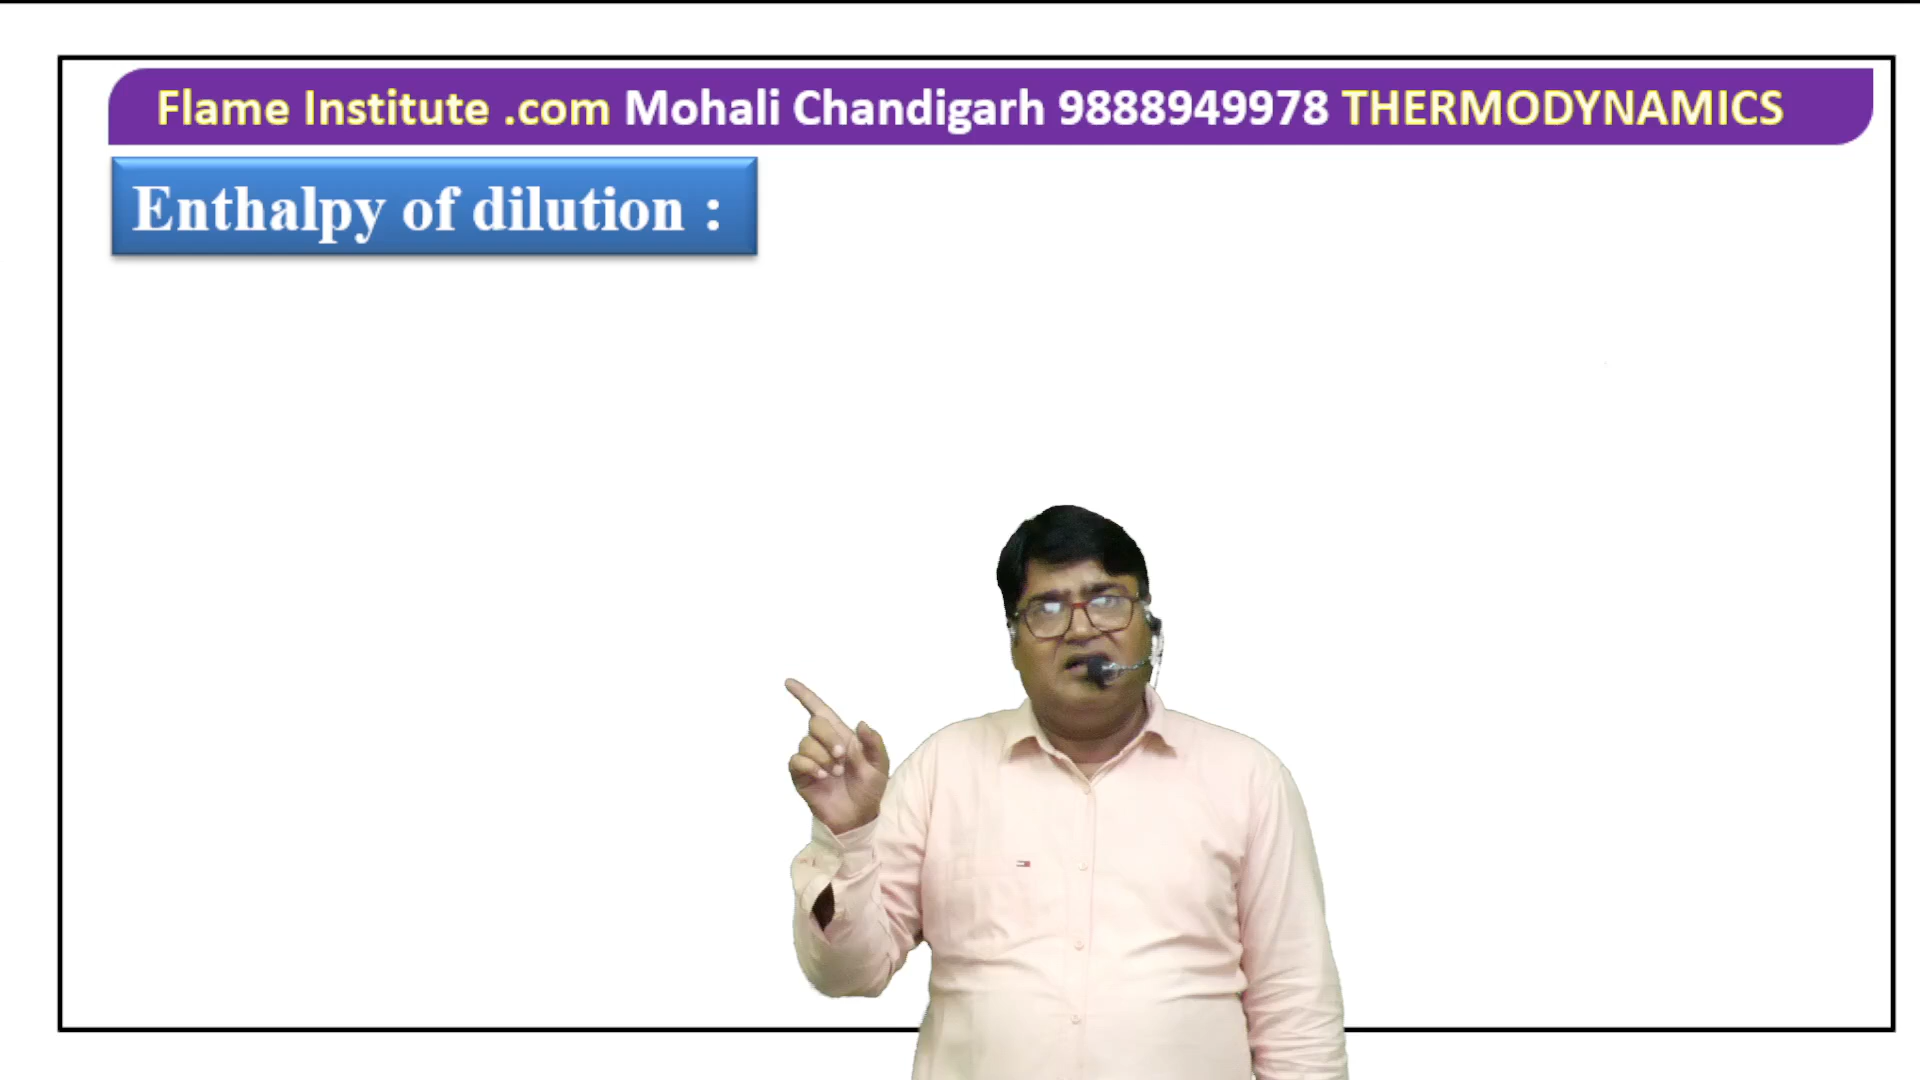 Flame Institute .com Mohali Chandigarh 9888949978 THERMODYNAMICS
Enthalpy of dilution :